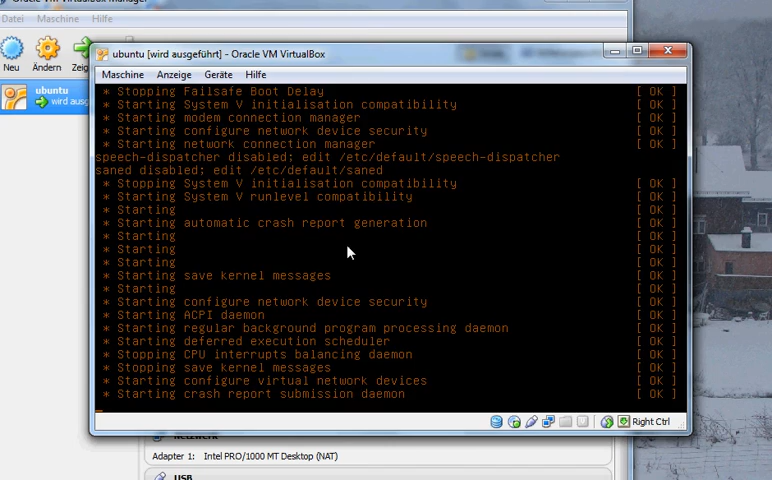 Oracle VM VirtualBox Manager
Datei Maschine Hilfe
Neu Ändern Zeig
ubuntu
wird ausg
ubuntu [wird ausgeführt] - Oracle VM VirtualBox
Maschine Anzeige Geräte Hilfe
* Stopping Failsafe Boot Delay [ OK ]
* Starting System V initialisation compatibility [ OK ]
* Starting modem connection manager [ OK ]
* Starting configure network device security [ OK ]
* Starting network connection manager [ OK ]
speech-dispatcher disabled; edit /etc/default/speech-dispatcher
saned disabled; edit /etc/default/saned
* Stopping System V initialisation compatibility [ OK ]
* Starting System V runlevel compatibility [ OK ]
* Starting [ OK ]
* Starting automatic crash report generation [ OK ]
* Starting [ OK ]
* Starting [ OK ]
* Starting [ OK ]
* Starting save kernel messages [ OK ]
* Starting [ OK ]
* Starting configure network device security [ OK ]
* Starting ACPI daemon [ OK ]
* Starting regular background program processing daemon [ OK ]
* Starting deferred execution scheduler [ OK ]
* Stopping CPU interrupts balancing daemon [ OK ]
* Stopping save kernel messages [ OK ]
* Starting configure virtual network devices [ OK ]
* Starting crash report submission daemon [ OK ]
Right Ctrl
Netzwerk
Adapter 1: Intel PRO/1000 MT Desktop (NAT)
USB